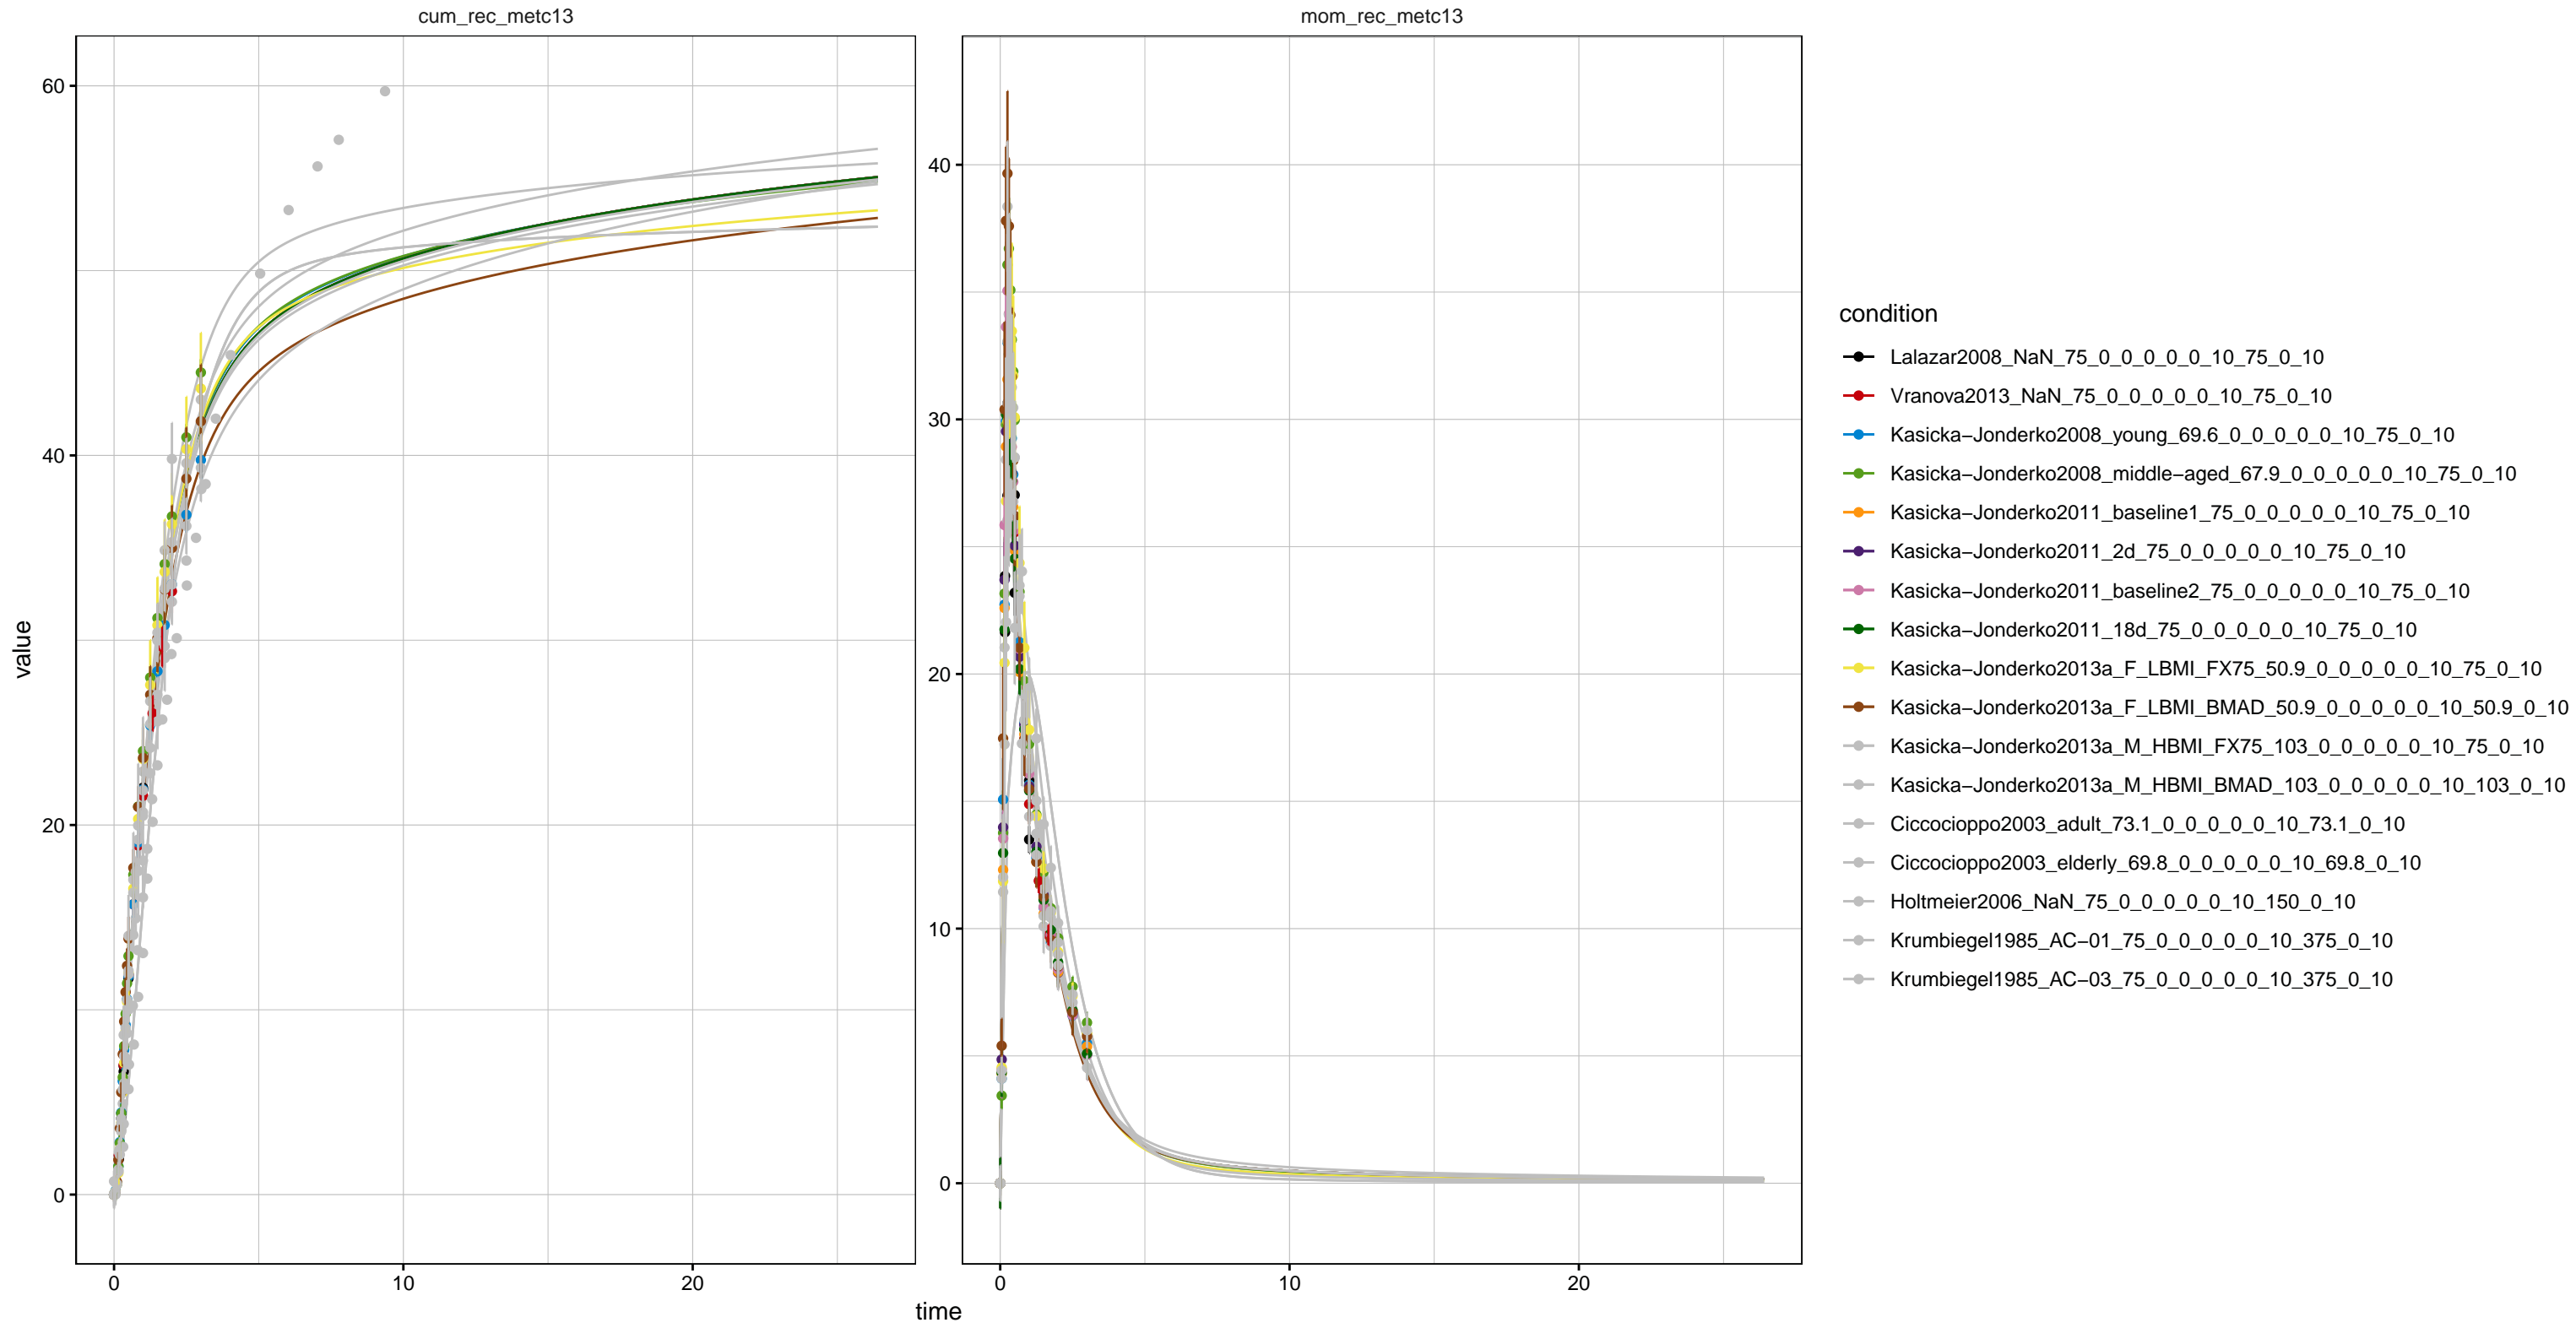 cum_rec_metc13
mom_rec_metc13
value
60
40
20
0
0
10
20
40
30
20
10
0
0
10
20
time
condition
Lalazar2008_NaN_75_0_0_0_0_0_10_75_0_10
Vranova2013_NaN_75_0_0_0_0_0_10_75_0_10
Kasicka−Jonderko2008_young_69.6_0_0_0_0_0_10_75_0_10
Kasicka−Jonderko2008_middle−aged_67.9_0_0_0_0_0_10_75_0_10
Kasicka−Jonderko2011_baseline1_75_0_0_0_0_0_10_75_0_10
Kasicka−Jonderko2011_2d_75_0_0_0_0_0_10_75_0_10
Kasicka−Jonderko2011_baseline2_75_0_0_0_0_0_10_75_0_10
Kasicka−Jonderko2011_18d_75_0_0_0_0_0_10_75_0_10
Kasicka−Jonderko2013a_F_LBMI_FX75_50.9_0_0_0_0_0_10_75_0_10
Kasicka−Jonderko2013a_F_LBMI_BMAD_50.9_0_0_0_0_0_10_50.9_0_10
Kasicka−Jonderko2013a_M_HBMI_FX75_103_0_0_0_0_0_10_75_0_10
Kasicka−Jonderko2013a_M_HBMI_BMAD_103_0_0_0_0_0_10_103_0_10
Ciccocioppo2003_adult_73.1_0_0_0_0_0_10_73.1_0_10
Ciccocioppo2003_elderly_69.8_0_0_0_0_0_10_69.8_0_10
Holtmeier2006_NaN_75_0_0_0_0_0_10_150_0_10
Krumbiegel1985_AC−01_75_0_0_0_0_0_10_375_0_10
Krumbiegel1985_AC−03_75_0_0_0_0_0_10_375_0_10